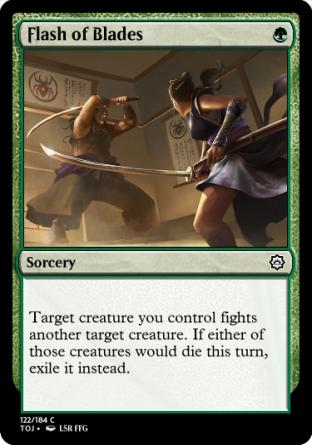 Flash of Blades
Sorcery
Target creature you control fights
another target creature. If either of
those creatures would die this turn,
exile it instead.
122/184 C
TOJ • LSR FFG